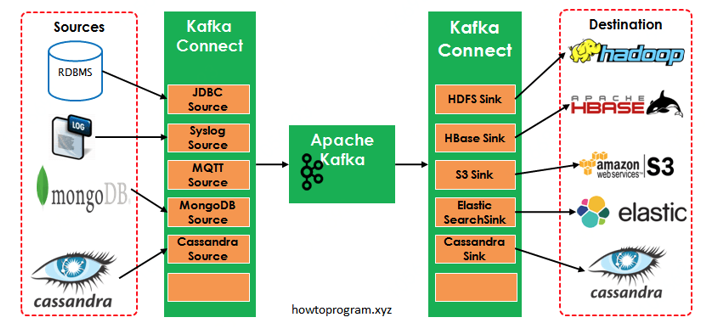 Sources
RDBMS
LOG
mongoDB
cassandra
Kafka
Connect
JDBC
Source
Syslog
Source
MQTT
Source
MongoDB
Source
Cassandra
Source
Apache
Kafka
Kafka
Connect
HDFS Sink
HBase Sink
S3 Sink
Elastic
SearchSink
Cassandra
Sink
Destination
hadoop
APACHE
HBASE
amazon
webservices™
S3
elastic
cassandra
howtoprogram.xyz